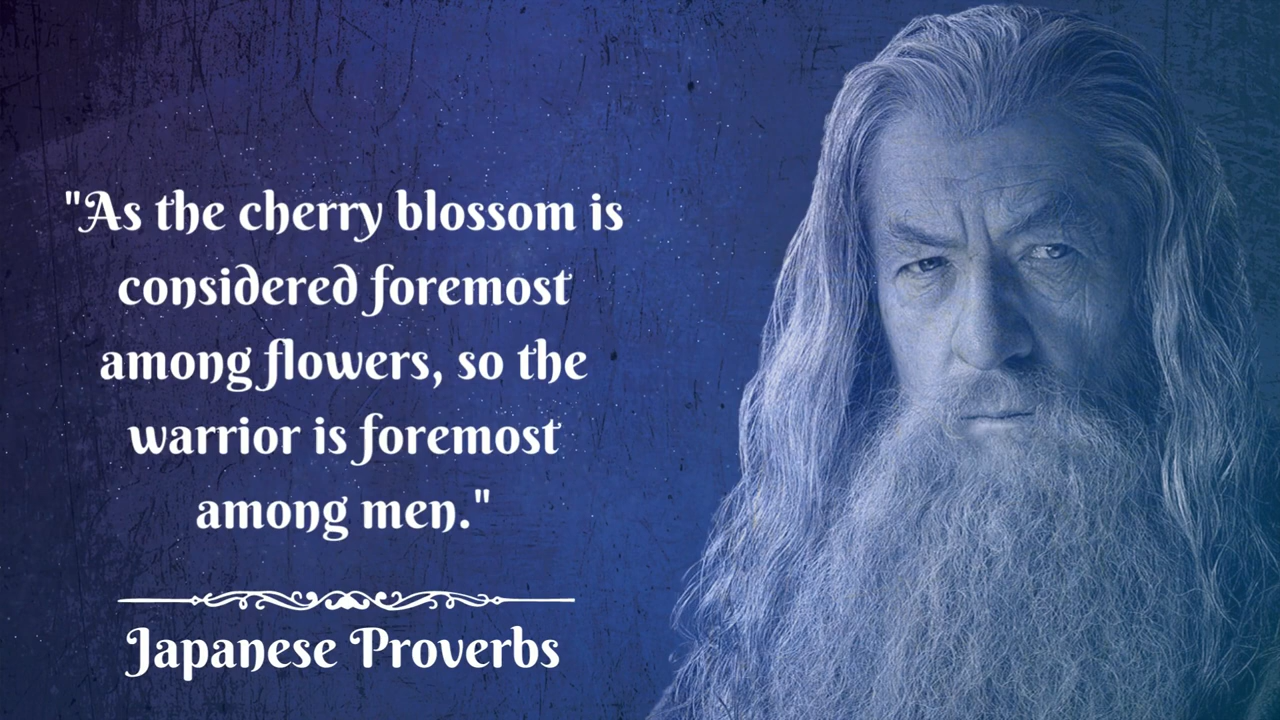 "As the cherry blossom is
considered foremost
among flowers, so the
warrior is foremost
among men."
Japanese Proverbs